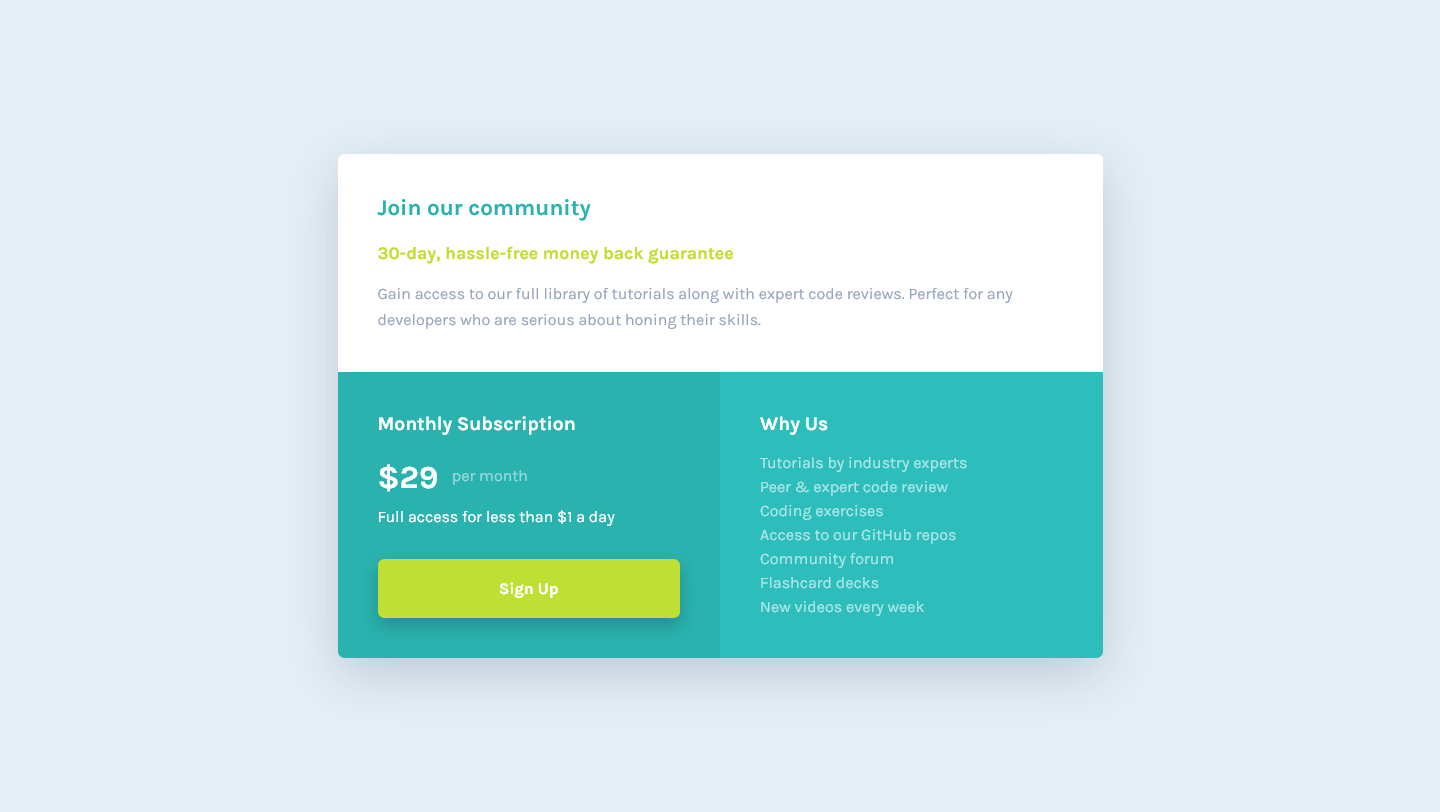 Join our community
30-day, hassle-free money back guarantee
Gain access to our full library of tutorials along with expert code reviews. Perfect for any
developers who are serious about honing their skills.
Monthly Subscription
$29 per month
Full access for less than $1 a day
Sign Up
Why Us
Tutorials by industry experts
Peer & expert code review
Coding exercises
Access to our GitHub repos
Community forum
Flashcard decks
New videos every week